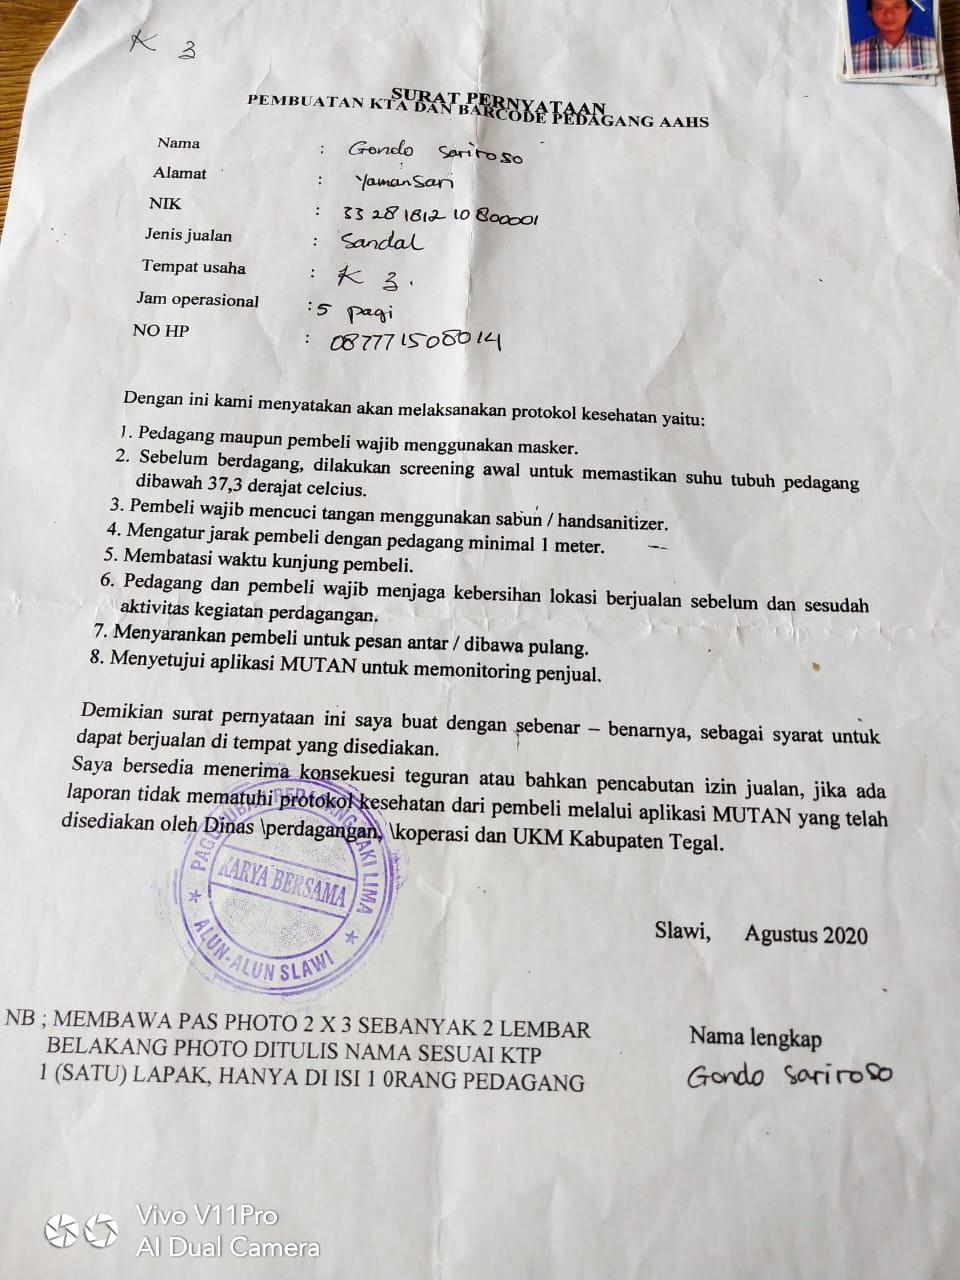 K 3
SURAT PERNYATAAN
PEMBUATAN KTA DAN BARCODE PEDAGANG AAHS
Nama : Gondo Sariroso
Alamat : Yamansari
NIK : 3328181210800001
Jenis jualan : Sandal
Tempat usaha : K 3.
Jam operasional : 5 pagi
NO HP : 087771508014
Dengan ini kami menyatakan akan melaksanakan protokol kesehatan yaitu:
1. Pedagang maupun pembeli wajib menggunakan masker.
2. Sebelum berdagang, dilakukan screening awal untuk memastikan suhu tubuh pedagang
dibawah 37,3 derajat celcius.
3. Pembeli wajib mencuci tangan menggunakan sabun / handsanitizer.
4. Mengatur jarak pembeli dengan pedagang minimal 1 meter.
5. Membatasi waktu kunjung pembeli.
6. Pedagang dan pembeli wajib menjaga kebersihan lokasi berjualan sebelum dan sesudah
aktivitas kegiatan perdagangan.
7. Menyarankan pembeli untuk pesan antar / dibawa pulang.
8. Menyetujui aplikasi MUTAN untuk memonitoring penjual.
Demikian surat pernyataan ini saya buat dengan sebenar – benarnya, sebagai syarat untuk
dapat berjualan di tempat yang disediakan.
Saya bersedia menerima konsekuesi teguran atau bahkan pencabutan izin jualan, jika ada
laporan tidak mematuhi protokol kesehatan dari pembeli melalui aplikasi MUTAN yang telah
disediakan oleh Dinas \perdagangan, \koperasi dan UKM Kabupaten Tegal.
PAGUYUBAN PEDAGANG KAKI LIMA
KARYA BERSAMA
ALUN-ALUN SLAWI
Slawi, Agustus 2020
NB ; MEMBAWA PAS PHOTO 2 X 3 SEBANYAK 2 LEMBAR
BELAKANG PHOTO DITULIS NAMA SESUAI KTP
1 (SATU) LAPAK, HANYA DI ISI 1 0RANG PEDAGANG
Nama lengkap
Gondo Sariroso
Vivo V11Pro
AI Dual Camera